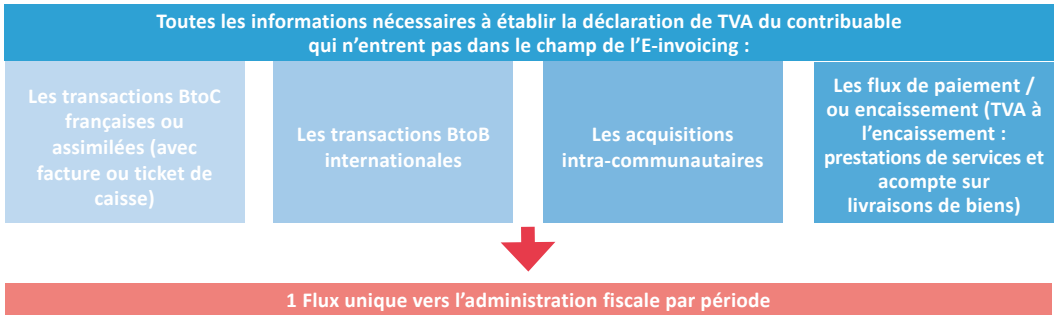 Toutes les informations nécessaires à établir la déclaration de TVA du contribuable
qui n’entrent pas dans le champ de l’E-invoicing :
Les transactions BtoC
françaises ou
assimilées (avec
facture ou ticket de
caisse)
Les transactions BtoB
internationales
Les acquisitions
intra-communautaires
Les flux de paiement /
ou encaissement (TVA à
l’encaissement :
prestations de services et
acompte sur
livraisons de biens)
1 Flux unique vers l’administration fiscale par période